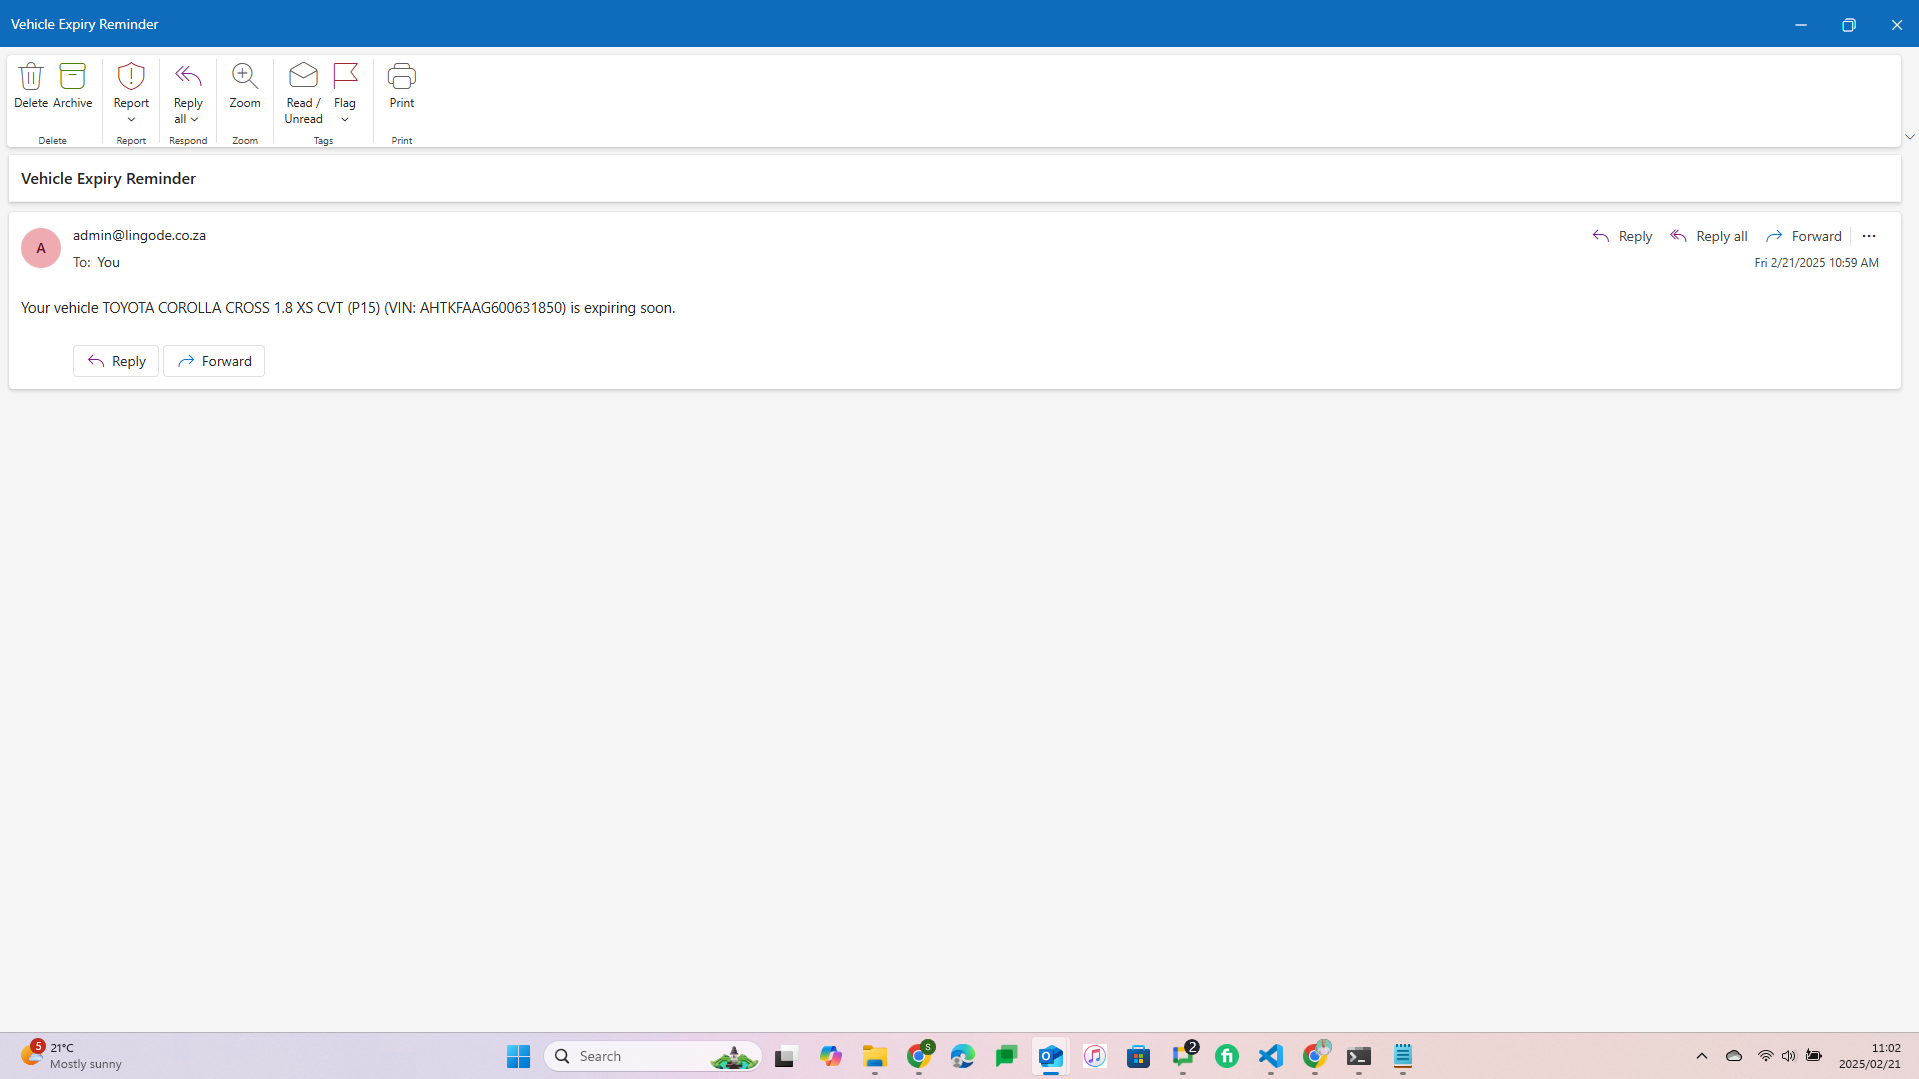 Vehicle Expiry Reminder
Delete Archive
Delete
Report
Report
Reply all
Respond
Zoom
Zoom
Read / Unread
Flag
Tags
Print
Print
Vehicle Expiry Reminder
A
admin@lingode.co.za
To: You
Reply
Reply all
Forward
Fri 2/21/2025 10:59 AM
Your vehicle TOYOTA COROLLA CROSS 1.8 XS CVT (P15) (VIN: AHTKFAAG600631850) is expiring soon.
Reply
Forward
5
21°C
Mostly sunny
Search
S
2
11:02
2025/02/21